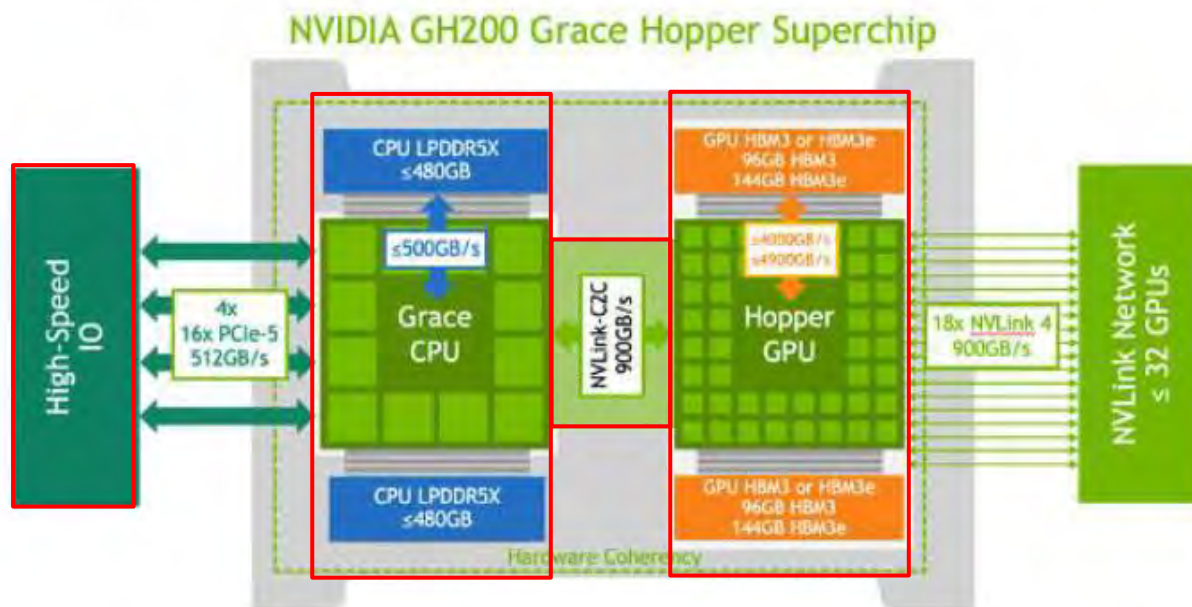 NVIDIA GH200 Grace Hopper Superchip
CPU LPDDR5X
≤480GB
GPU HBM3 or HBM3e
96GB HBM3
144GB HBM3e
High-Speed
IO
4x
16x PCIe-5
512GB/s
≤500GB/s
Grace
CPU
NVLink-C2C
900GB/s
≤4000GB/s
≤4900GB/s
Hopper
GPU
18x NVLink 4
900GB/s
NVLink Network
≤ 32 GPUs
CPU LPDDR5X
≤480GB
GPU HBM3 or HBM3e
96GB HBM3
144GB HBM3e
Hardware Coherency